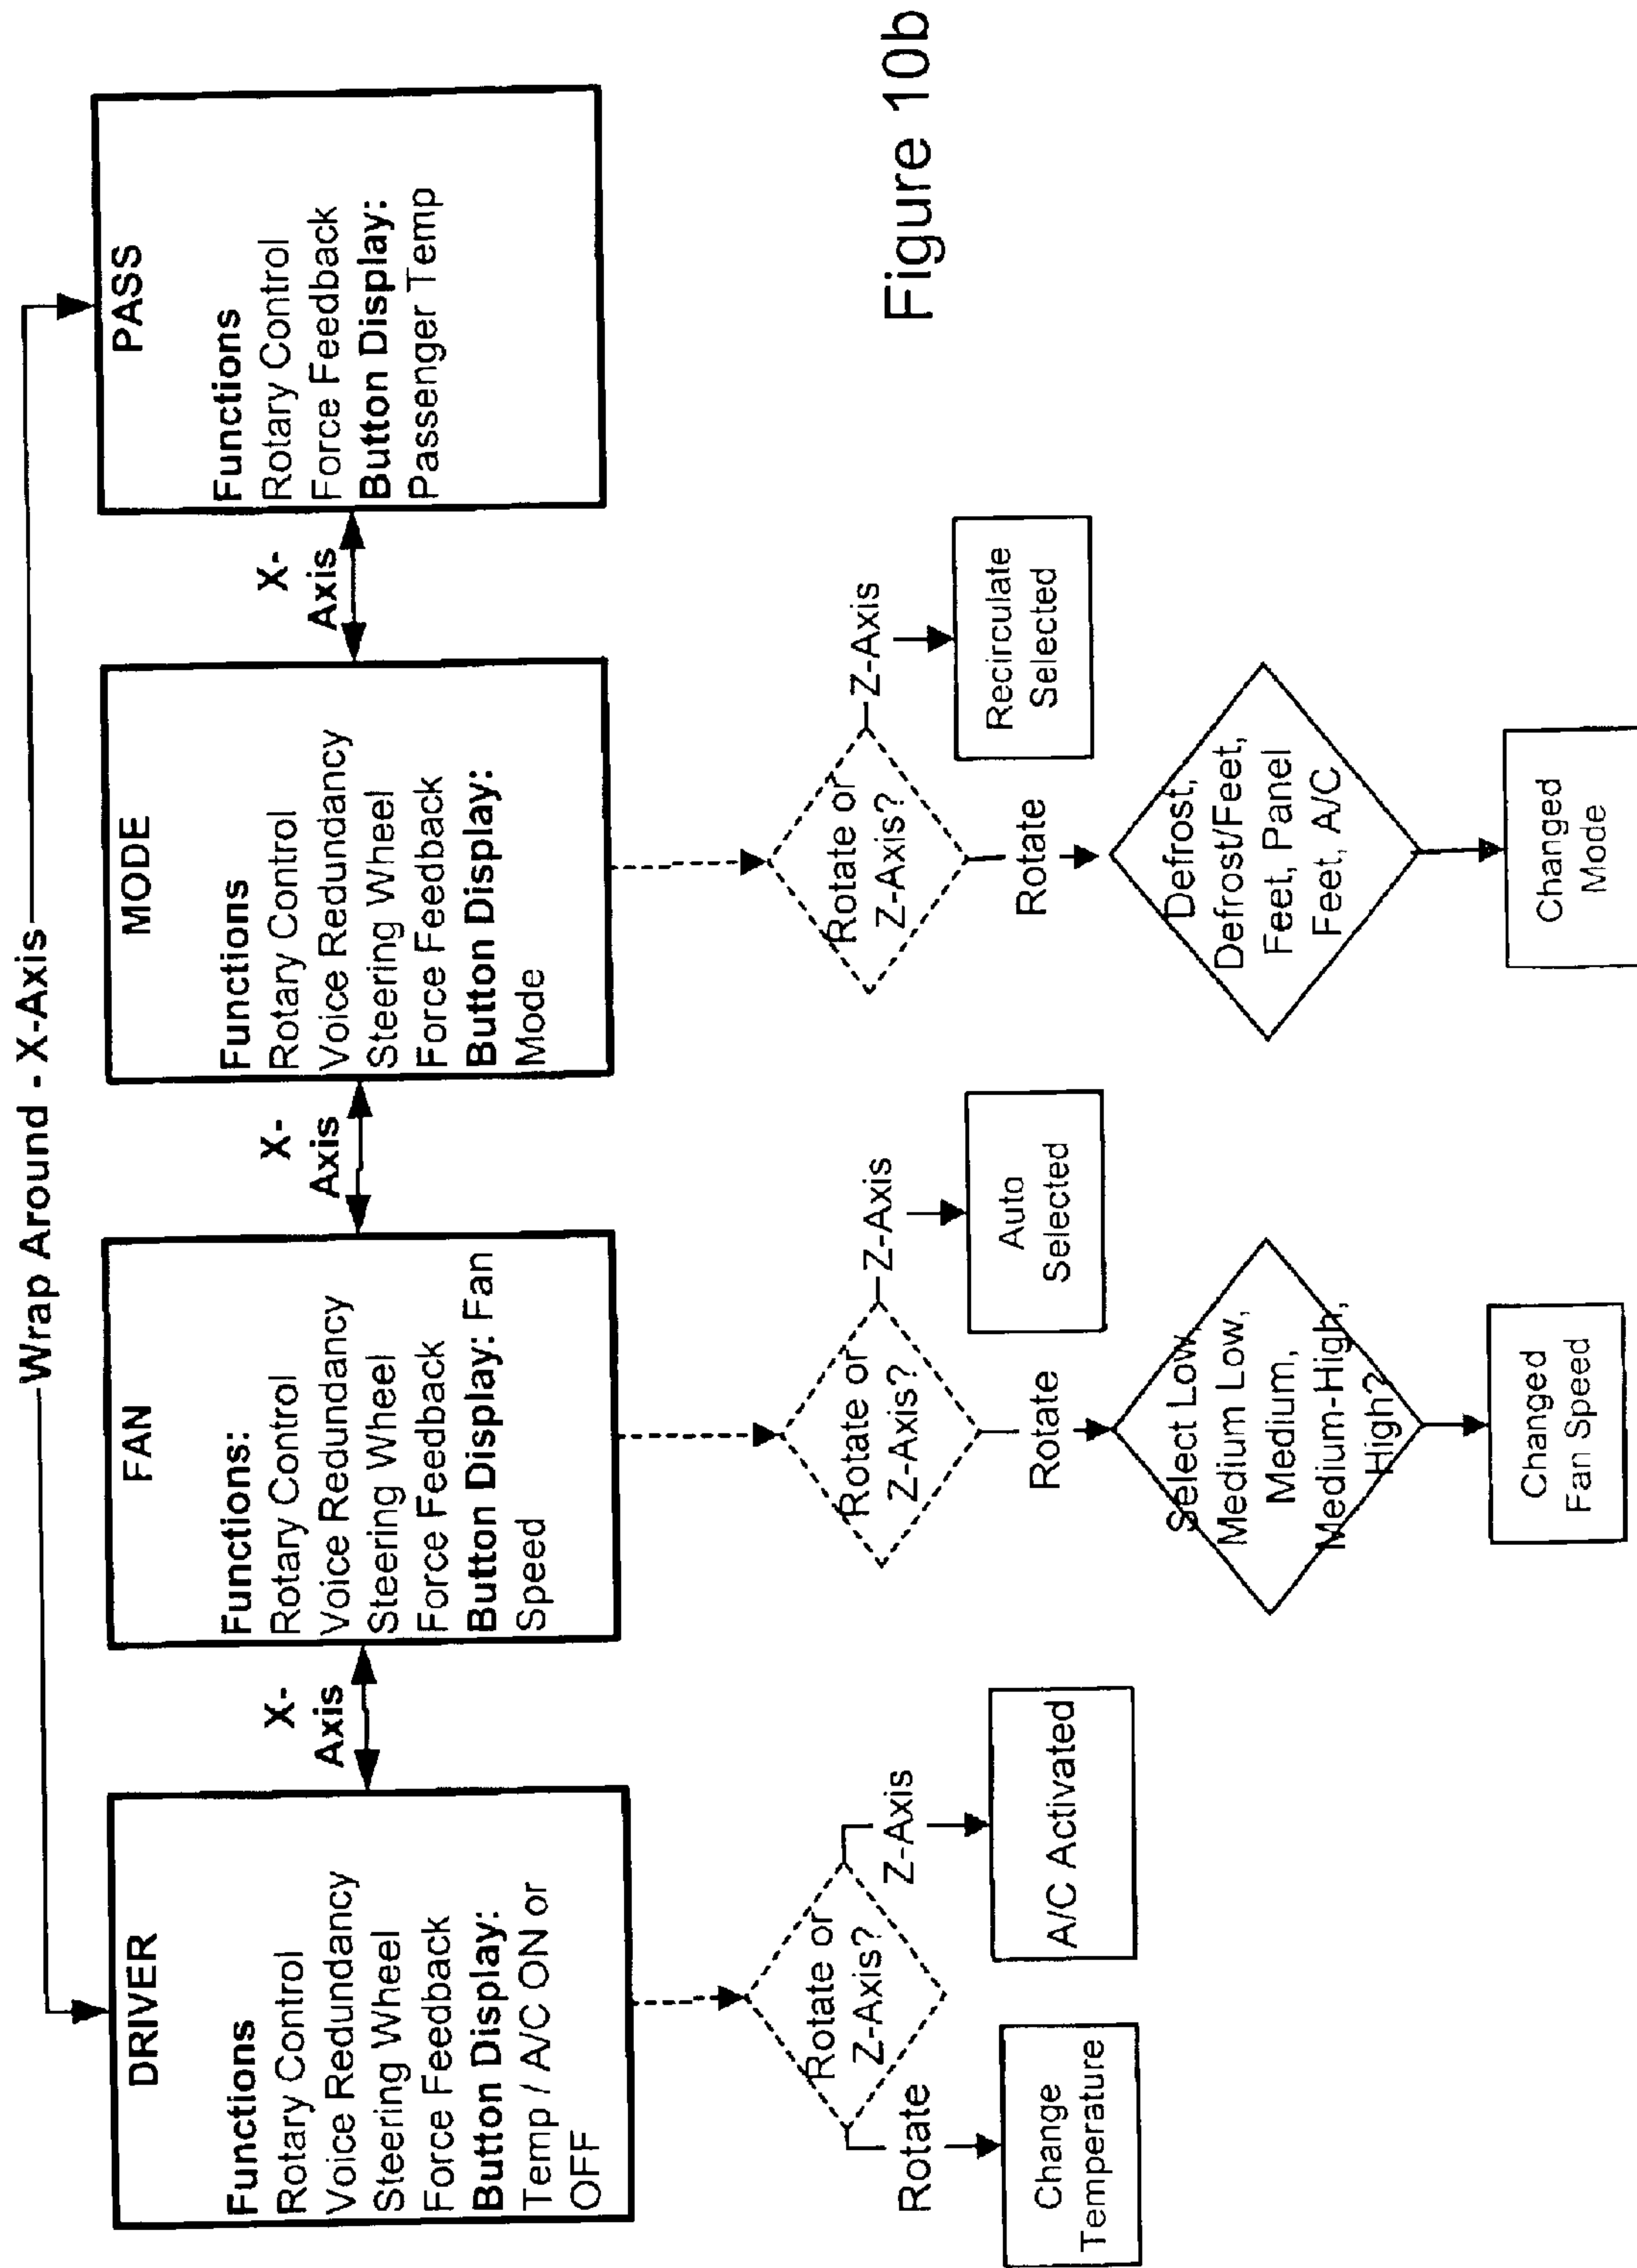 Wrap Around - X-Axis
DRIVER
Functions
Rotary Control
Voice Redundancy
Steering Wheel
Force Feedback
Button Display:
Temp / A/C ON or
OFF
X-
Axis
FAN
Functions:
Rotary Control
Voice Redundancy
Steering Wheel
Force Feedback
Button Display: Fan
Speed
X-
Axis
MODE
Functions
Rotary Control
Voice Redundancy
Steering Wheel
Force Feedback
Button Display:
Mode
X-
Axis
PASS
Functions
Rotary Control
Force Feedback
Button Display:
Passenger Temp
Rotate or
Z-Axis?
Rotate
Z-Axis
Change
Temperature
A/C Activated
Rotate or
Z-Axis?
Z-Axis
Auto
Selected
Rotate
Select Low,
Medium Low,
Medium,
Medium-High,
High?
Changed
Fan Speed
Rotate or
Z-Axis?
Z-Axis
Recirculate
Selected
Rotate
Defrost,
Defrost/Feet,
Feet, Panel
Feet, A/C
Changed
Mode
Figure 10b